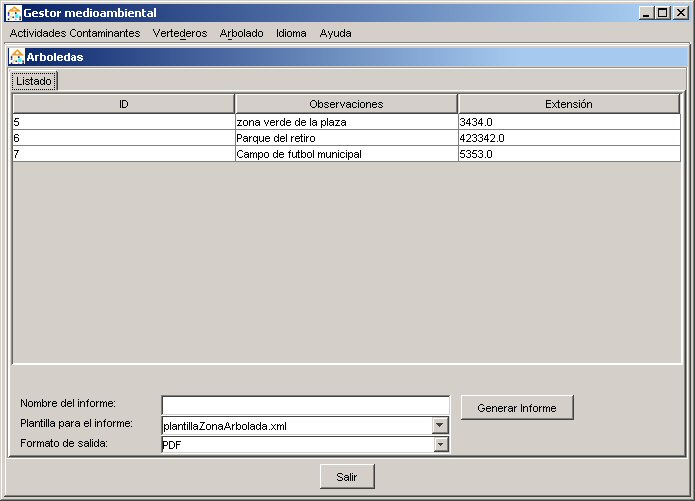 Gestor medioambiental
Actividades Contaminantes Vertederos Arbolado Idioma Ayuda
Arboledas
Listado
ID Observaciones Extensión
5 zona verde de la plaza 3434.0
6 Parque del retiro 423342.0
7 Campo de futbol municipal 5353.0
Nombre del informe:
Generar Informe
Plantilla para el informe: plantillaZonaArbolada.xml
Formato de salida: PDF
Salir